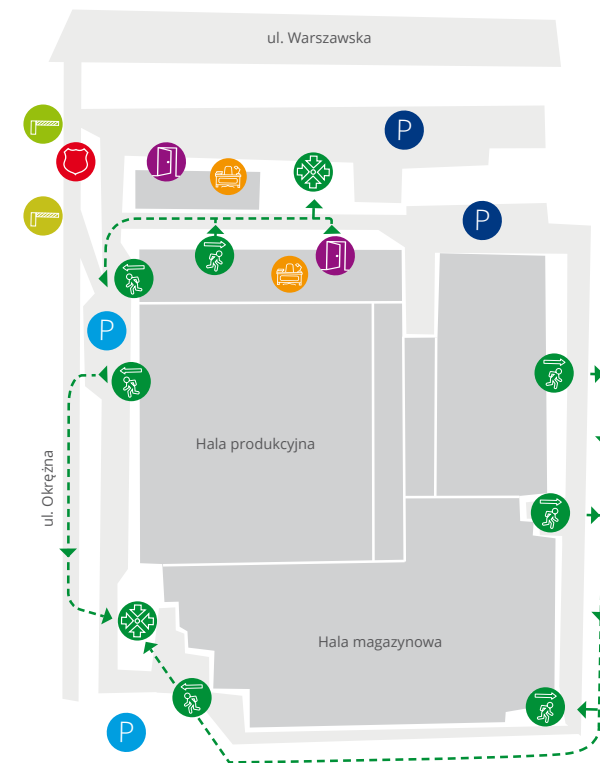 ul. Warszawska
P
P
P
Hala produkcyjna
ul. Okrężna
Hala magazynowa
P